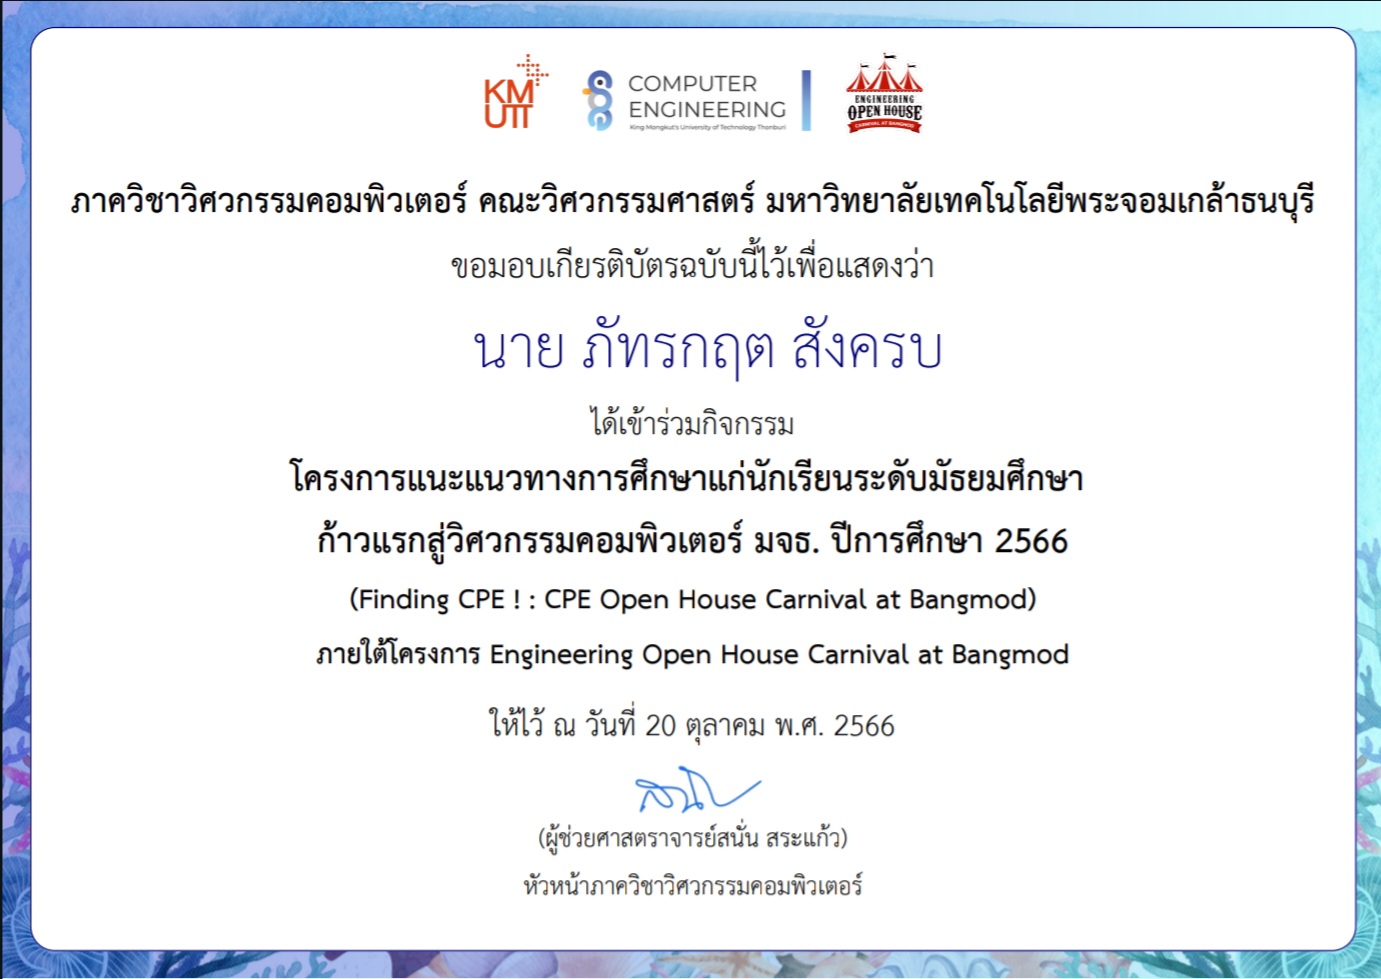 KM
UTT
COMPUTER
ENGINEERING
King Mongkut's University of Technology Thonburi
ENGINEERING
OPEN HOUSE
CARNIVAL AT BANGMOD
ภาควิชาวิศวกรรมคอมพิวเตอร์ คณะวิศวกรรมศาสตร์ มหาวิทยาลัยเทคโนโลยีพระจอมเกล้าธนบุรี
ขอมอบเกียรติบัตรฉบับนี้ไว้เพื่อแสดงว่า
นาย ภัทรกฤต สังครบ
ได้เข้าร่วมกิจกรรม
โครงการแนะแนวทางการศึกษาแก่นักเรียนระดับมัธยมศึกษา
ก้าวแรกสู่วิศวกรรมคอมพิวเตอร์ มจธ. ปีการศึกษา 2566
(Finding CPE ! : CPE Open House Carnival at Bangmod)
ภายใต้โครงการ Engineering Open House Carnival at Bangmod
ให้ไว้ ณ วันที่ 20 ตุลาคม พ.ศ. 2566
(ผู้ช่วยศาสตราจารย์สนั่น สระแก้ว)
หัวหน้าภาควิชาวิศวกรรมคอมพิวเตอร์